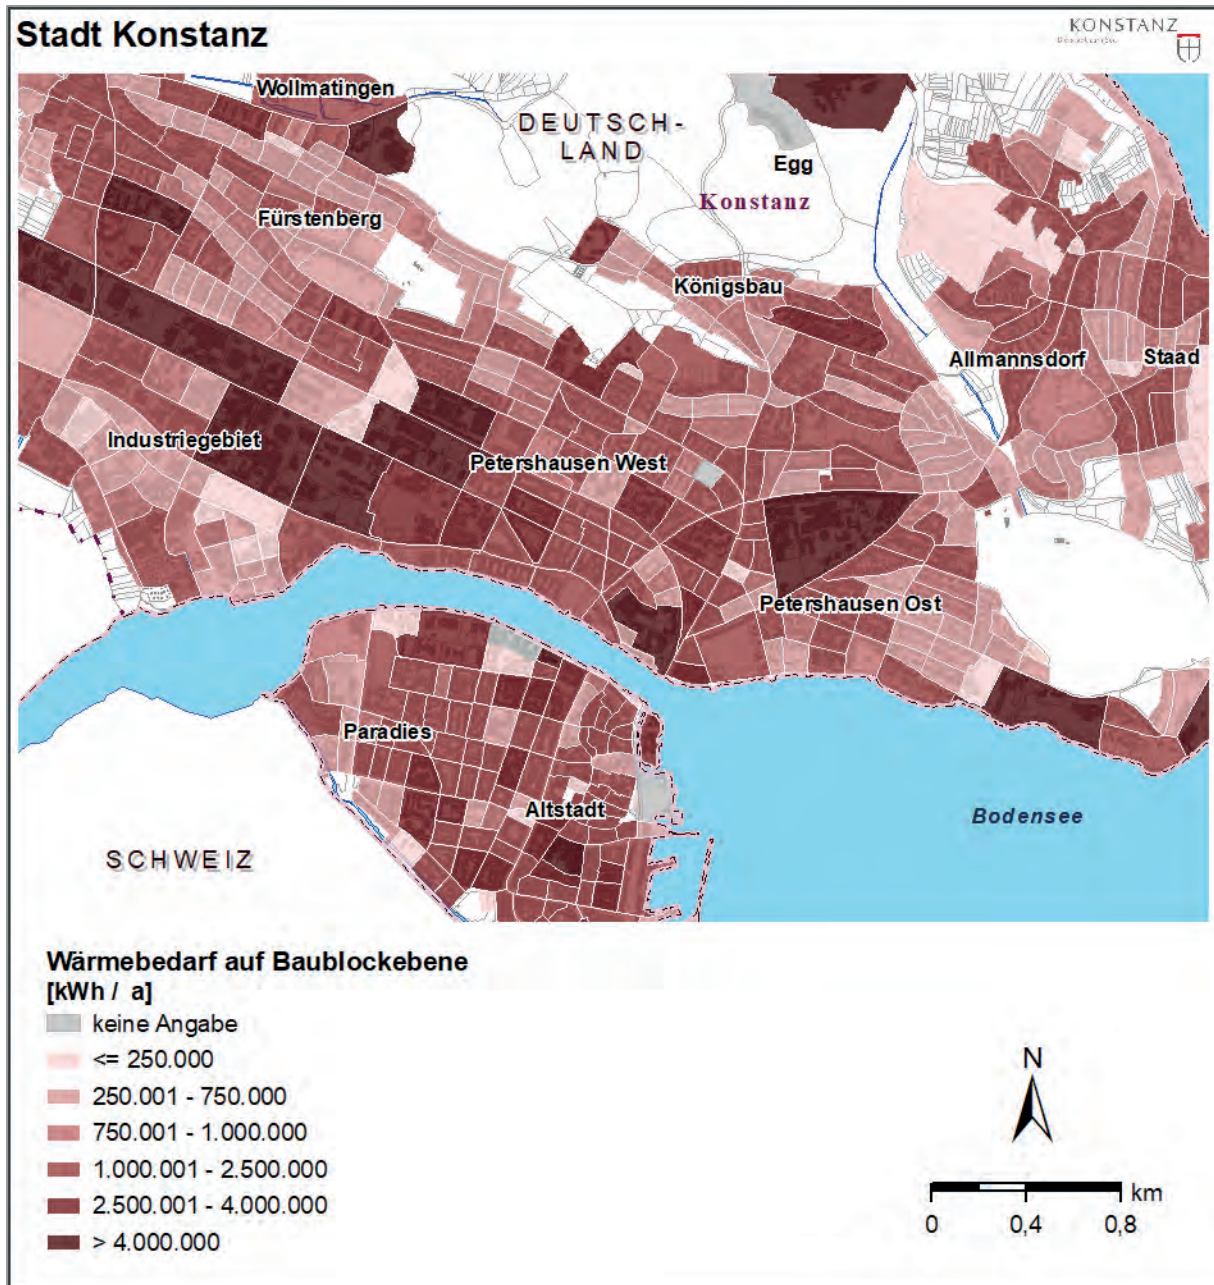 Stadt Konstanz
KONSTANZ
Wollmatingen
DEUTSCH-
LAND
Egg
Konstanz
Fürstenberg
Königsbau
Allmannsdorf
Staad
Industriegebiet
Petershausen West
Petershausen Ost
Paradies
Altstadt
Bodensee
SCHWEIZ
Wärmebedarf auf Baublockebene
[kWh / a]
keine Angabe
<= 250.000
250.001 - 750.000
750.001 - 1.000.000
1.000.001 - 2.500.000
2.500.001 - 4.000.000
> 4.000.000
N
km
0 0,4 0,8